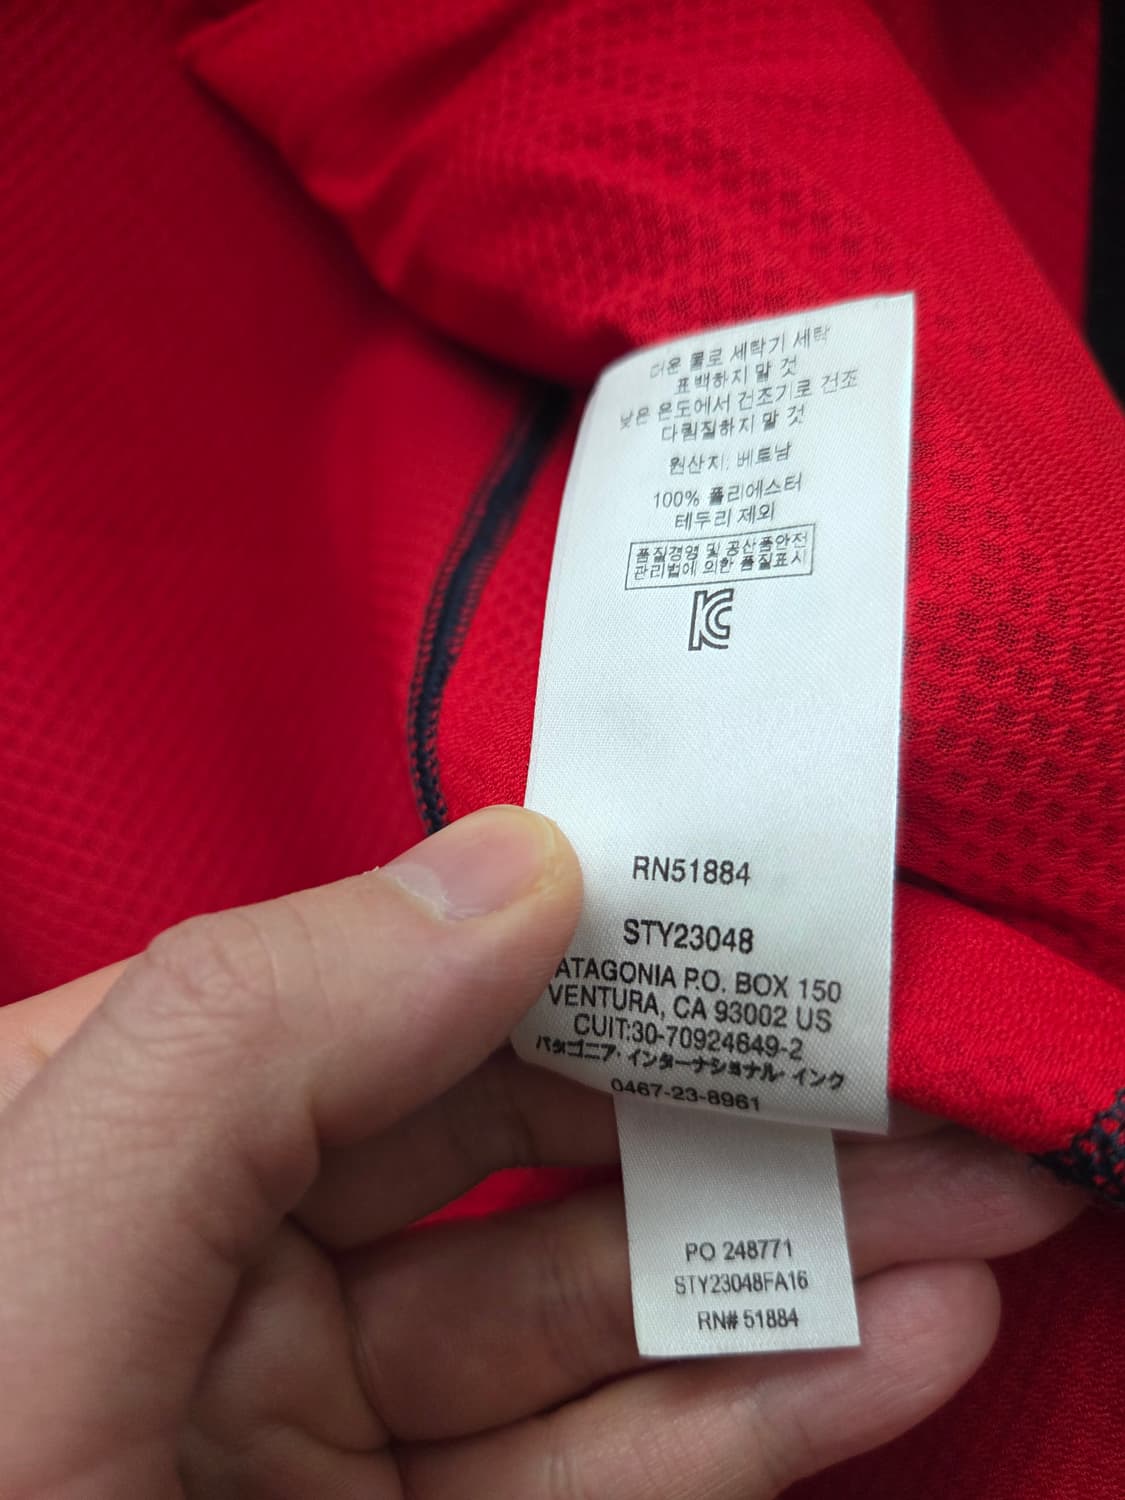 더운 물로 세탁기 세탁
표백하지 말 것
낮은 온도에서 건조기로 건조
다림질하지 말 것
원산지: 베트남
100% 폴리에스터
테두리 제외
품질경영 및 공산품안전
관리법에 의한 품질표시
KC
RN51884
STY23048
ATAGONIA P.O. BOX 150
VENTURA, CA 93002 US
CUIT:30-70924649-2
パタゴニア・インターナショナル・インク
0467-23-8961
PO 248771
STY23048FA16
RN# 51884